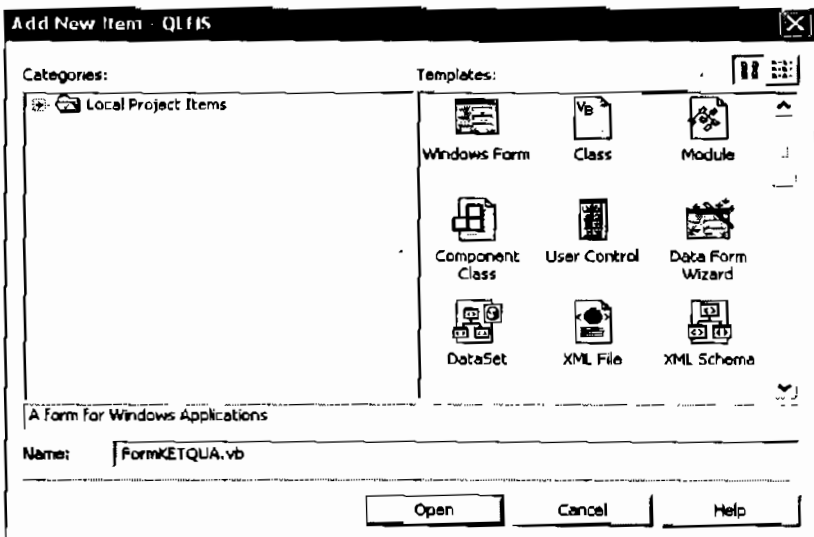 Add New Item - QLFIS
Categories:
Templates:
Local Project Items
Windows Form
Class
Module
Component Class
User Control
Data Form Wizard
DataSet
XML File
XML Schema
A Form for Windows Applications
Name:
FormKETQUA.vb
Open
Cancel
Help